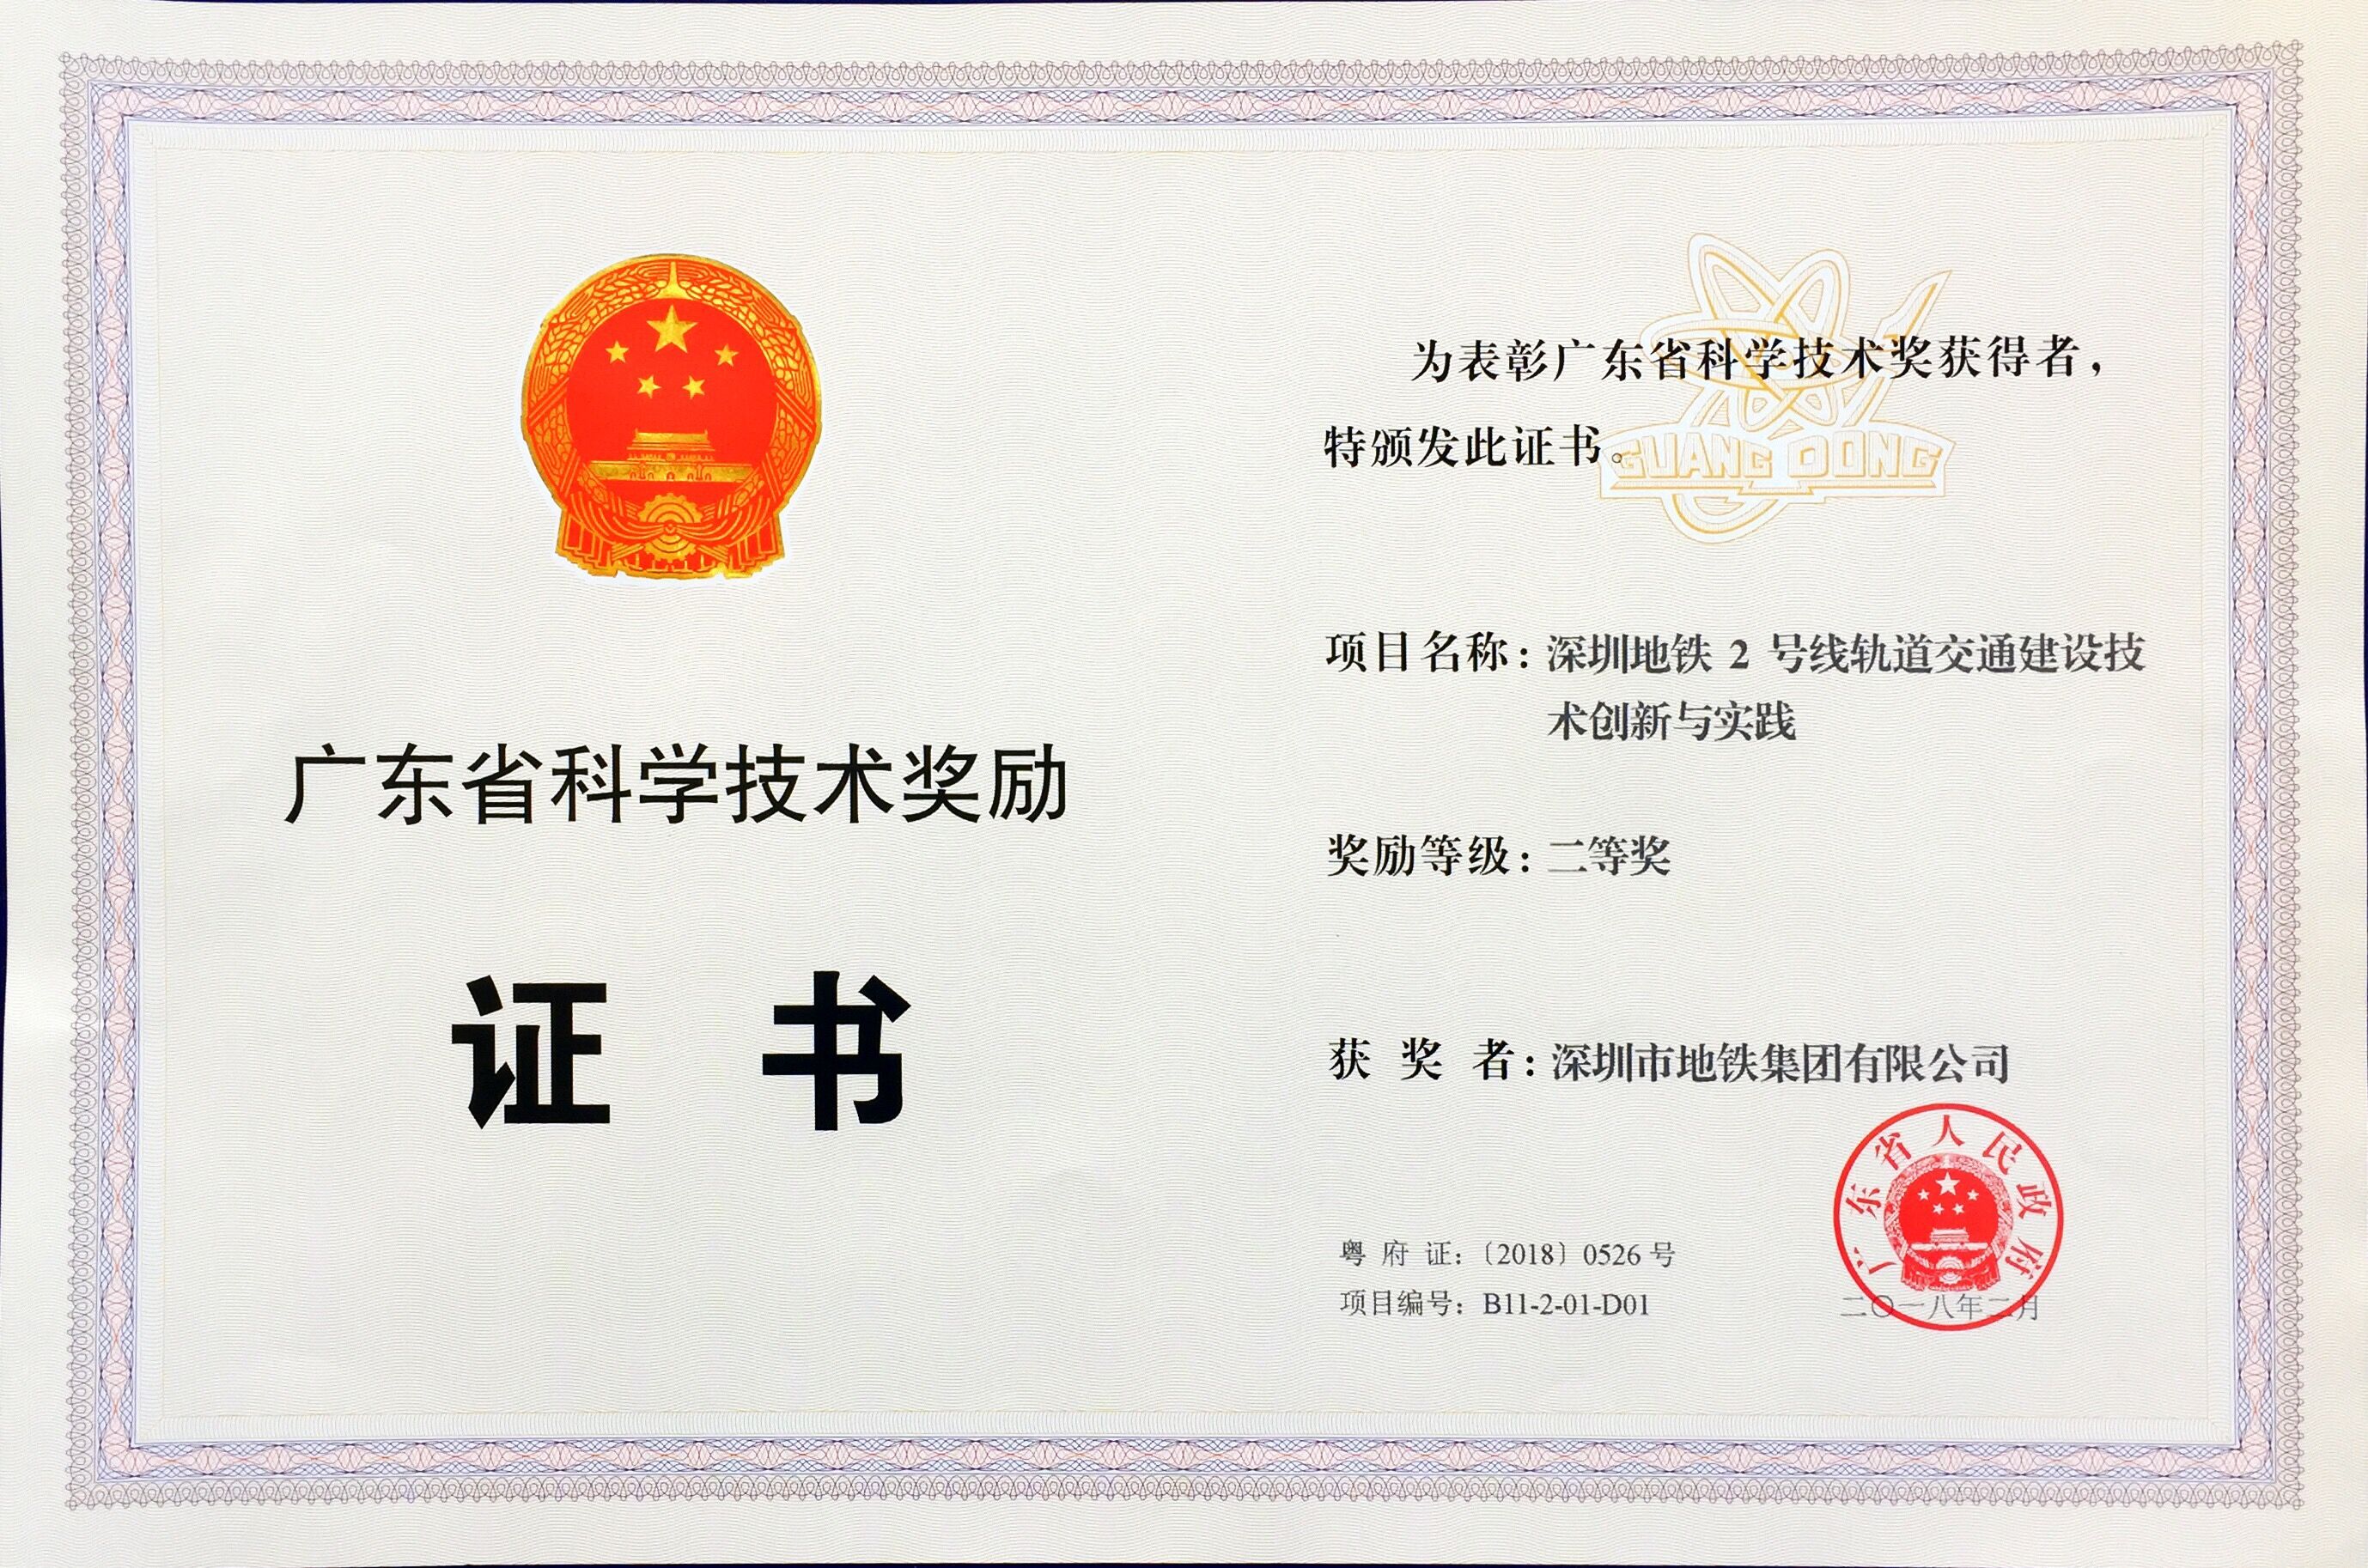 广东省科学技术奖励
证 书
为表彰广东省科学技术奖获得者，
特颁发此证书。
GUANG DONG
项目名称：深圳地铁 2 号线轨道交通建设技
术创新与实践
奖励等级：二等奖
获 奖 者：深圳市地铁集团有限公司
广东省人民政府
粤 府 证：〔2018〕0526 号
项目编号：B11-2-01-D01
二〇一八年二月